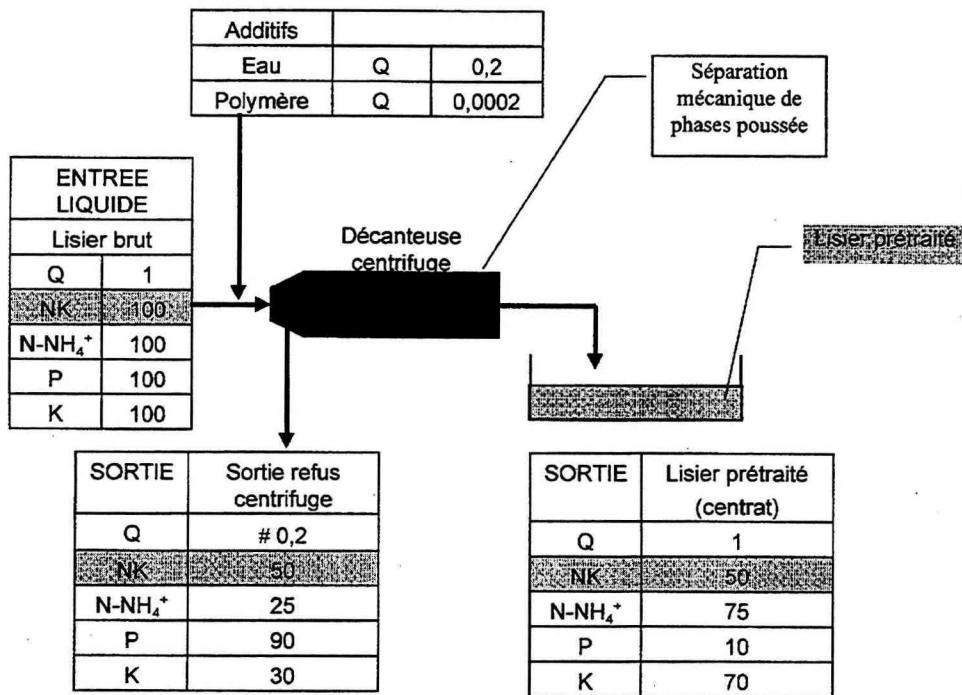 Additifs
Eau Q 0,2
Polymère Q 0,0002
Séparation
mécanique de
phases poussée
ENTREE
LIQUIDE
Lisier brut
Q 1
NK 100
N-NH₄⁺ 100
P 100
K 100
Décanteuse
centrifuge
Lisier prétraité
SORTIE Sortie refus
centrifuge
Q # 0,2
NK 50
N-NH₄⁺ 25
P 90
K 30
SORTIE Lisier prétraité
(centrat)
Q 1
NK 50
N-NH₄⁺ 75
P 10
K 70